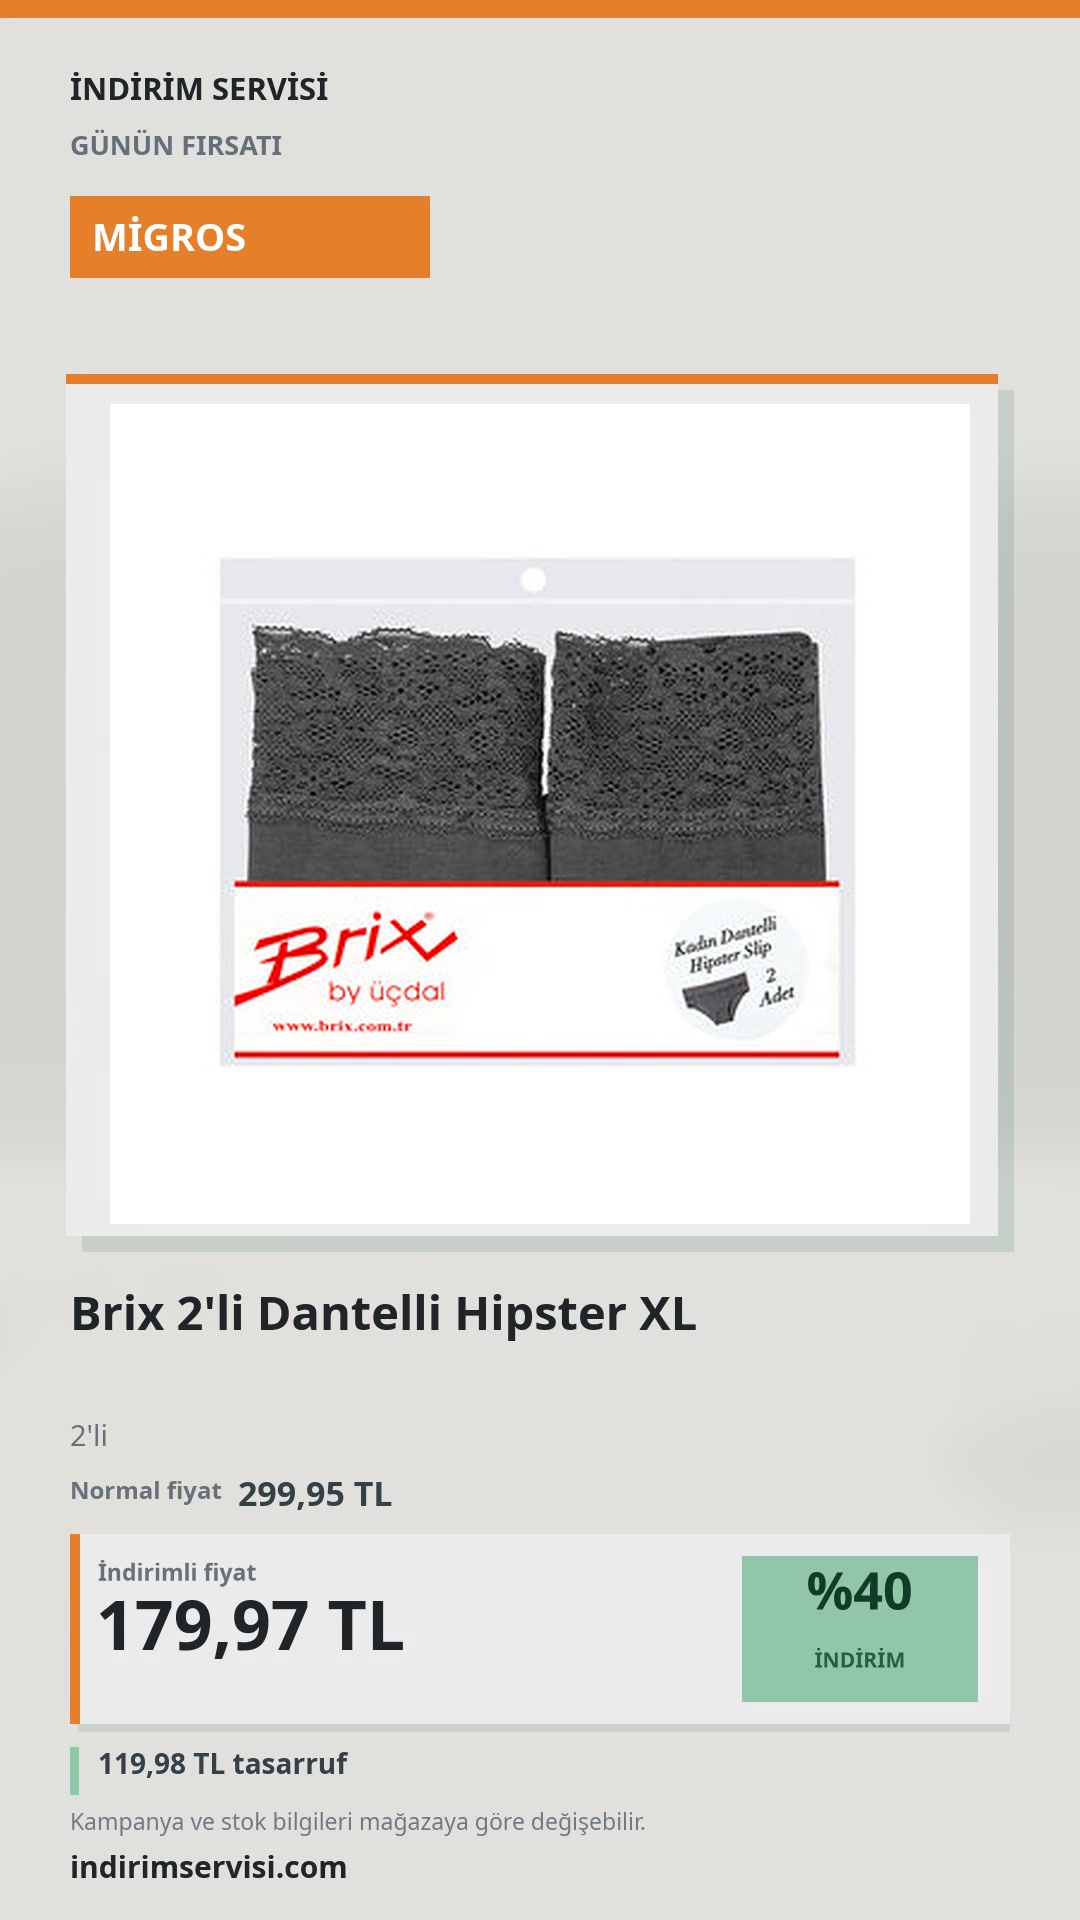 İNDİRİM SERVİSİ
GÜNÜN FIRSATI
MİGROS
Brix®
by üçdal
www.brix.com.tr
Kadın Dantelli
Hipster Slip
2
Adet
Brix 2'li Dantelli Hipster XL
2'li
Normal fiyat 299,95 TL
İndirimli fiyat
179,97 TL
%40
İNDİRİM
119,98 TL tasarruf
Kampanya ve stok bilgileri mağazaya göre değişebilir.
indirimservisi.com